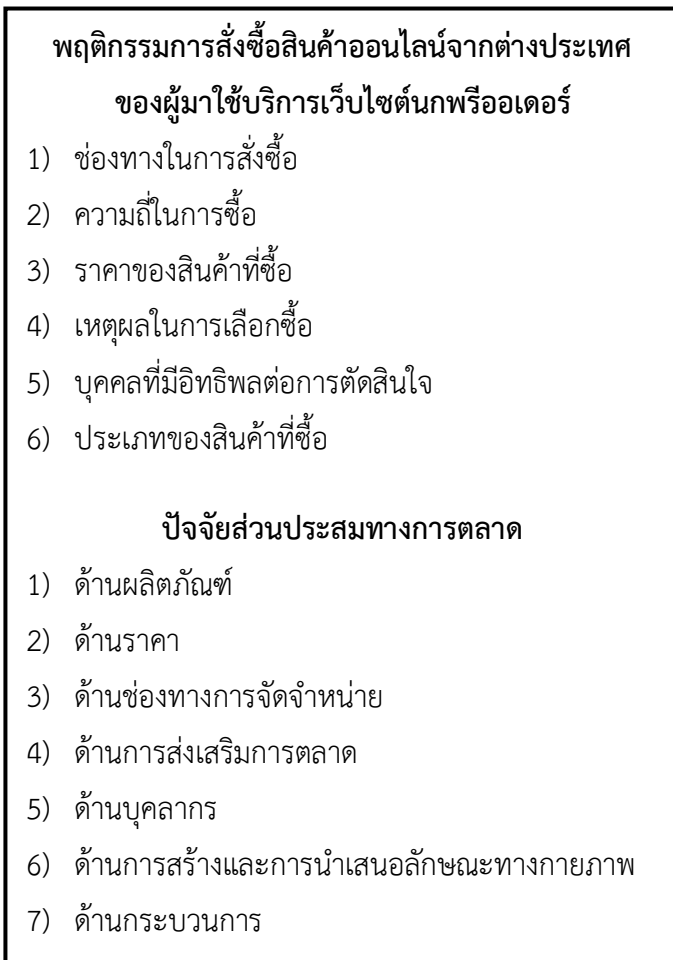 พฤติกรรมการสั่งซื้อสินค้าออนไลน์จากต่างประเทศ
ของผู้มาใช้บริการเว็บไซต์นกพรีออเดอร์
1) ช่องทางในการสั่งซื้อ
2) ความถี่ในการซื้อ
3) ราคาของสินค้าที่ซื้อ
4) เหตุผลในการเลือกซื้อ
5) บุคคลที่มีอิทธิพลต่อการตัดสินใจ
6) ประเภทของสินค้าที่ซื้อ
ปัจจัยส่วนประสมทางการตลาด
1) ด้านผลิตภัณฑ์
2) ด้านราคา
3) ด้านช่องทางการจัดจำหน่าย
4) ด้านการส่งเสริมการตลาด
5) ด้านบุคลากร
6) ด้านการสร้างและการนำเสนอลักษณะทางกายภาพ
7) ด้านกระบวนการ